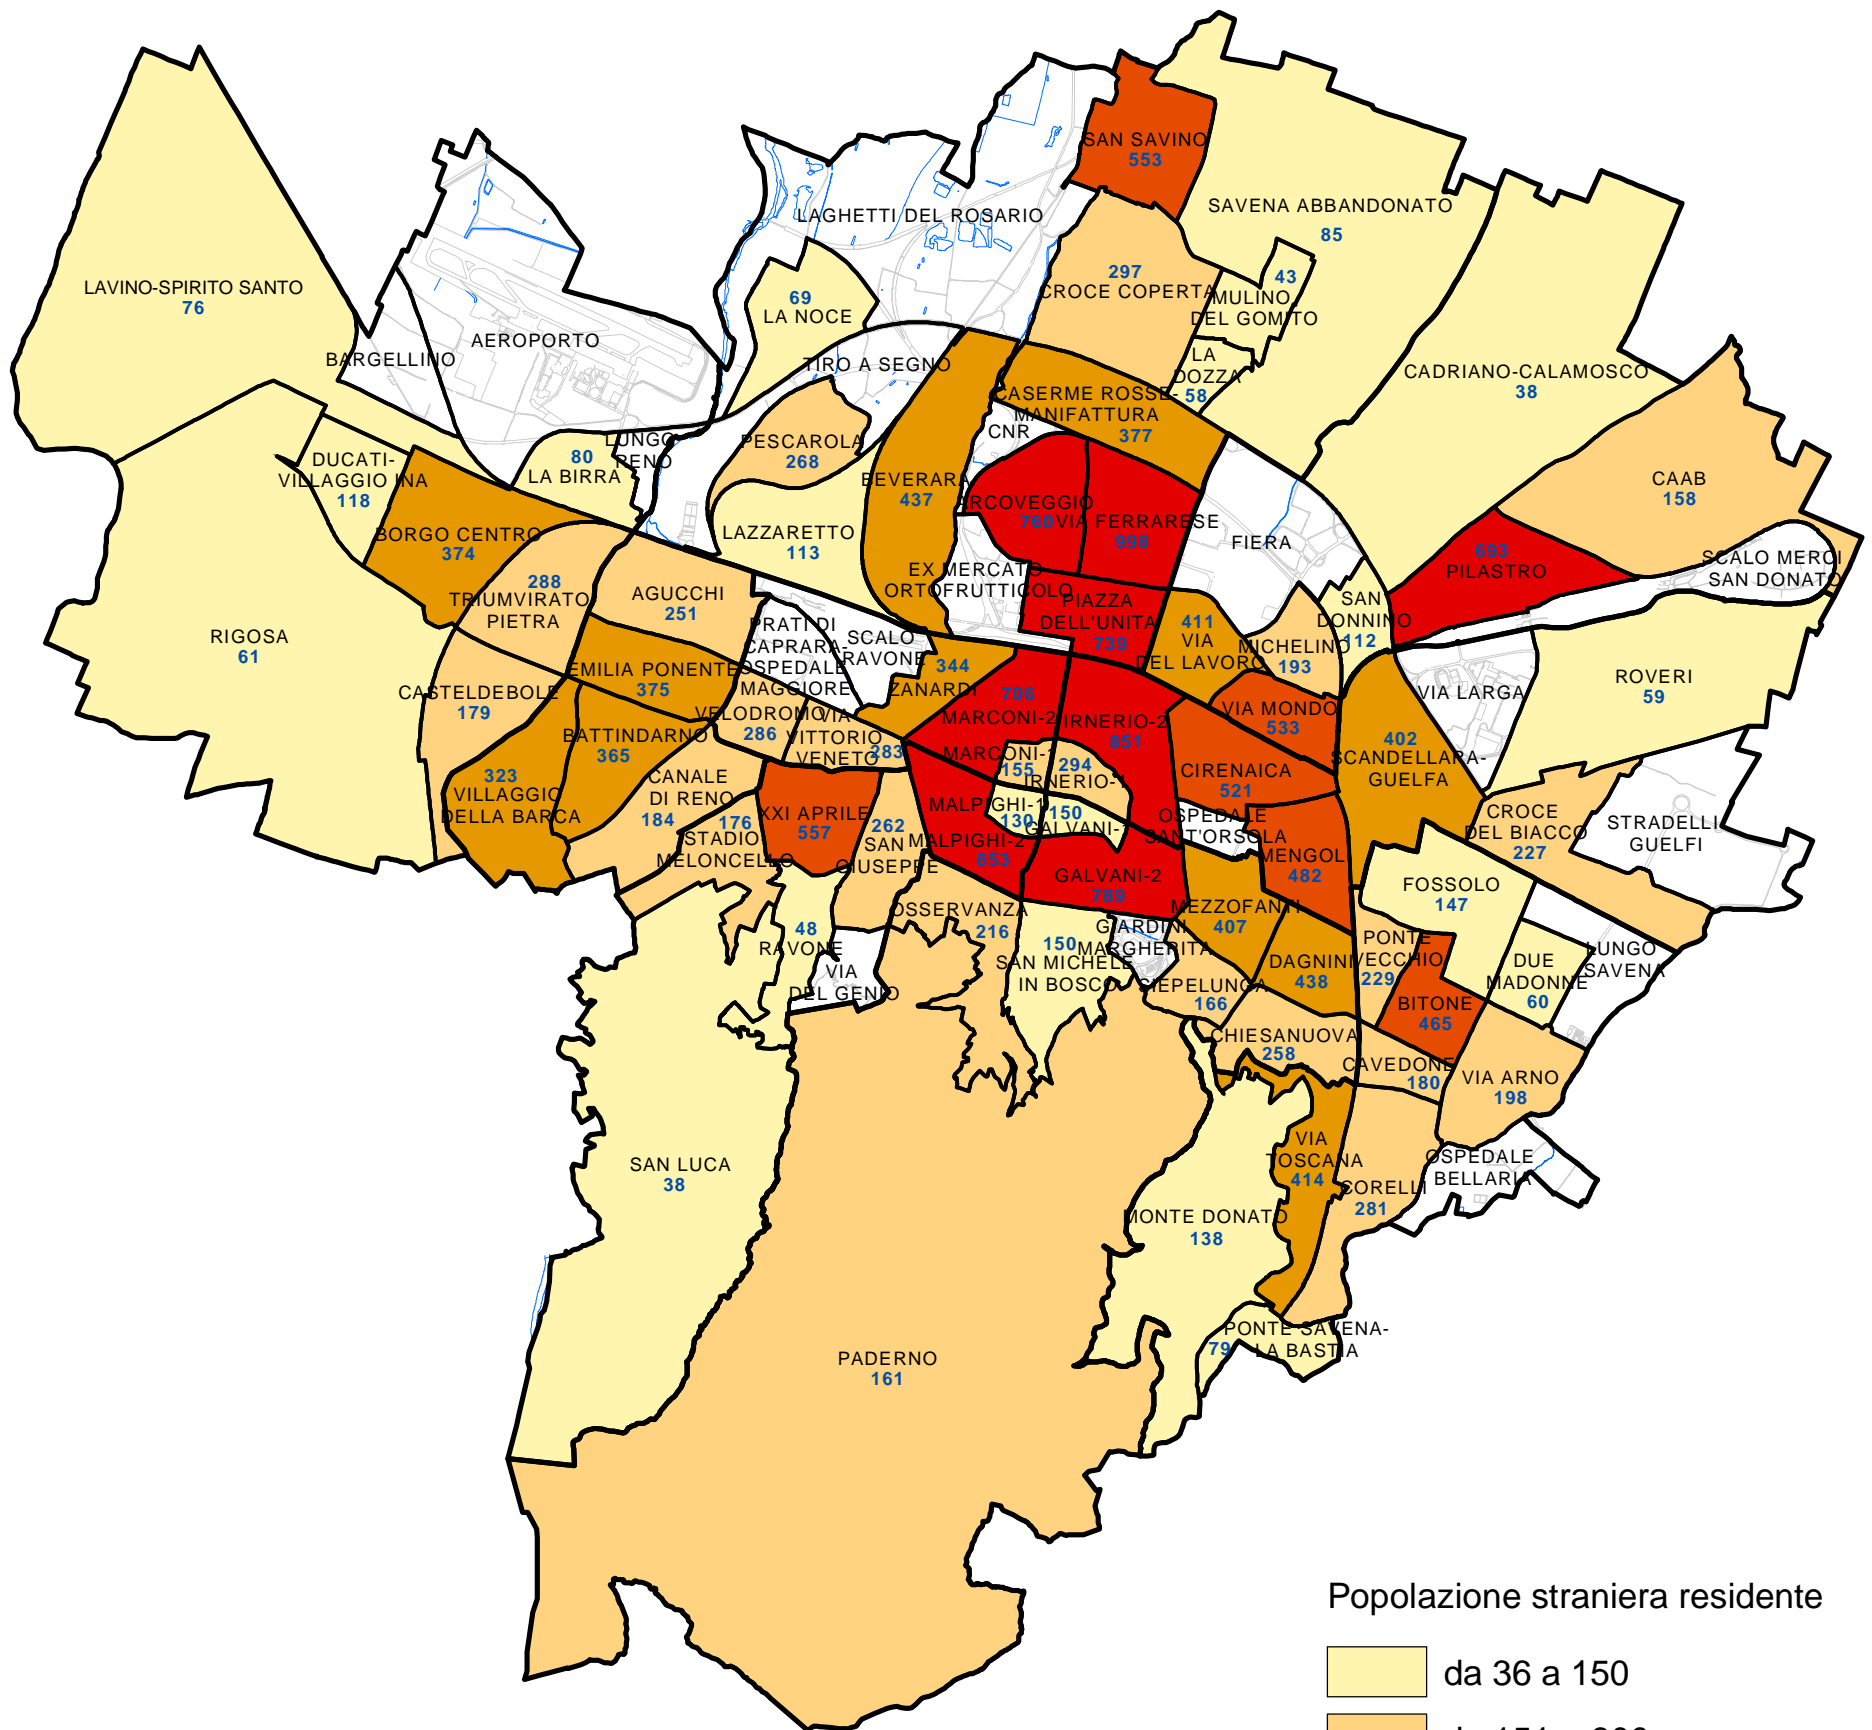 SAN SAVINO
553
SAVENA ABBANDONATO
85
LAGHETTI DEL ROSARIO
LAVINO-SPIRITO SANTO
76
69
LA NOCE
297
CROCE COPERTA
43
MULINO
DEL GOMITO
AEROPORTO
BARGELLINO
TIRO A SEGNO
LA
DOZZA
58
CADRIANO-CALAMOSCO
38
CASERME ROSSE-
MANIFATTURA
377
CNR
LUNGO
RENO
PESCAROLA
268
DUCATI-
VILLAGGIO INA
118
80
LA BIRRA
BEVERARA
437
CAAB
158
ARCOVEGGIO
760
VIA FERRARESE
998
BORGO CENTRO
374
LAZZARETTO
113
FIERA
693
PILASTRO
SCALO MERCI
SAN DONATO
EX MERCATO
ORTOFRUTTICOLO
288
TRIUMVIRATO
PIETRA
AGUCCHI
251
PIAZZA
DELL'UNITA
739
SAN
DONNINO
112
RIGOSA
61
PRATI DI
CAPRARA-
OSPEDALE
MAGGIORE
SCALO
RAVONE
411
VIA
DEL LAVORO
MICHELINO
193
EMILIA PONENTE
375
344
ZANARDI
ROVERI
59
VIA LARGA
CASTELDEBOLE
179
706
MARCONI-2
IRNERIO-2
851
VIA MONDO
533
VELODROMO
286
VIA
VITTORIO
VENETO
283
BATTINDARNO
365
MARCONI-1
155
294
IRNERIO-1
402
SCANDELLARA-
GUELFA
CIRENAICA
521
323
VILLAGGIO
DELLA BARCA
CANALE
DI RENO
184
XXI APRILE
557
MALPIGHI-1
130
150
GALVANI-1
OSPEDALE
SANT'ORSOLA
CROCE
DEL BIACCO
227
STRADELLI
GUELFI
176
STADIO-
MELONCELLO
262
SAN
GIUSEPPE
MALPIGHI-2
853
MENGOLI
482
GALVANI-2
789
FOSSOLO
147
OSSERVANZA
216
MEZZOFANTI
407
48
RAVONE
GIARDINI
MARGHERITA
150
SAN MICHELE
IN BOSCO
PONTE
VECCHIO
229
LUNGO
SAVENA
VIA
DEL GENIO
DAGNINI
438
DUE
MADONNE
60
SIEPELUNGA
166
BITONE
465
CHIESANUOVA
258
CAVEDONE
180
VIA ARNO
198
SAN LUCA
38
VIA
TOSCANA
414
OSPEDALE
BELLARIA
CORELLI
281
MONTE DONATO
138
PONTE SAVENA-
LA BASTIA
79
PADERNO
161
Popolazione straniera residente
da 36 a 150